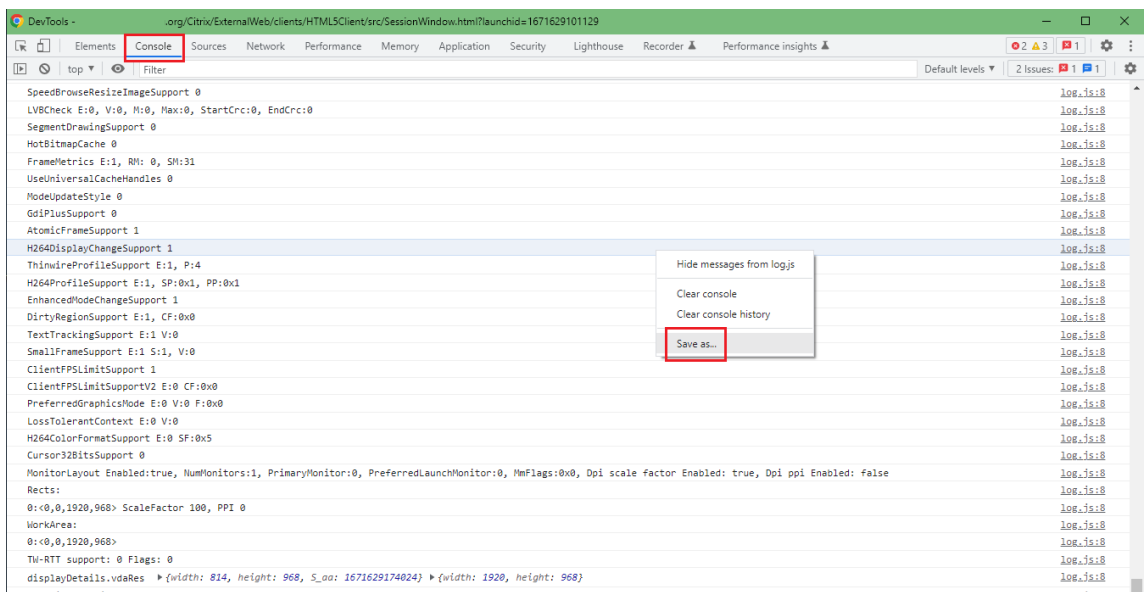 DevTools - .org/Citrix/ExternalWeb/clients/HTML5Client/src/SessionWindow.html?launchid=1671629101129
Elements Console Sources Network Performance Memory Application Security Lighthouse Recorder Performance insights 2 3 1
top Filter Default levels 2 Issues: 1 1
SpeedBrowseResizeImageSupport 0 log.js:8
LVBCheck E:0, V:0, M:0, Max:0, StartCrc:0, EndCrc:0 log.js:8
SegmentDrawingSupport 0 log.js:8
HotBitmapCache 0 log.js:8
FrameMetrics E:1, RM: 0, SM:31 log.js:8
UseUniversalCacheHandles 0 log.js:8
ModeUpdateStyle 0 log.js:8
GdiPlusSupport 0 log.js:8
AtomicFrameSupport 1 log.js:8
H264DisplayChangeSupport 1 log.js:8
ThinwireProfileSupport E:1, P:4 log.js:8
H264ProfileSupport E:1, SP:0x1, PP:0x1 log.js:8
EnhancedModeChangeSupport 1 log.js:8
DirtyRegionSupport E:1, CF:0x0 log.js:8
TextTrackingSupport E:1 V:0 log.js:8
SmallFrameSupport E:1 S:1, V:0 log.js:8
ClientFPSLimitSupport 1 log.js:8
ClientFPSLimitSupportV2 E:0 CF:0x0 log.js:8
PreferredGraphicsMode E:0 V:0 F:0x0 log.js:8
LossTolerantContext E:0 V:0 log.js:8
H264ColorFormatSupport E:0 SF:0x5 log.js:8
Cursor32BitsSupport 0 log.js:8
MonitorLayout Enabled:true, NumMonitors:1, PrimaryMonitor:0, PreferredLaunchMonitor:0, MmFlags:0x0, Dpi scale factor Enabled: true, Dpi ppi Enabled: false log.js:8
Rects: log.js:8
0:<0,0,1920,968> ScaleFactor 100, PPI 0 log.js:8
WorkArea: log.js:8
0:<0,0,1920,968> log.js:8
TW-RTT support: 0 Flags: 0 log.js:8
displayDetails.vdaRes {width: 814, height: 968, S_aa: 1671629174024} {width: 1920, height: 968} log.js:8
Hide messages from log.js
Clear console
Clear console history
Save as...